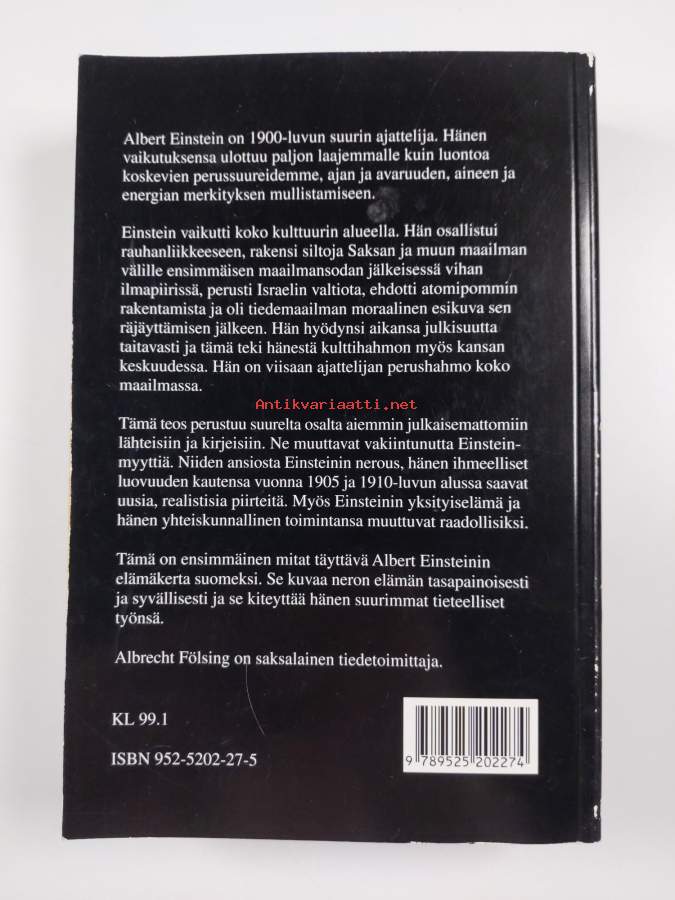 Albert Einstein on 1900-luvun suurin ajattelija. Hänen
vaikutuksensa ulottuu paljon laajemmalle kuin luontoa
koskevien perussuureidemme, ajan ja avaruuden, aineen ja
energian merkityksen mullistamiseen.
Einstein vaikutti koko kulttuurin alueella. Hän osallistui
rauhanliikkeeseen, rakensi siltoja Saksan ja muun maailman
välille ensimmäisen maailmansodan jälkeisessä vihan
ilmapiirissä, perusti Israelin valtiota, ehdotti atomipommin
rakentamista ja oli tiedemaailman moraalinen esikuva sen
räjäyttämisen jälkeen. Hän hyödynsi aikansa julkisuutta
taitavasti ja tämä teki hänestä kulttihahmon myös kansan
keskuudessa. Hän on viisaan ajattelijan perushahmo koko
maailmassa.
Antikvariaatti.net
Tämä teos perustuu suurelta osalta aiemmin julkaisemattomiin
lähteisiin ja kirjeisiin. Ne muuttavat vakiintunutta Einstein-
myyttiä. Niiden ansiosta Einsteinin nerous, hänen ihmeelliset
luovuuden kautensa vuonna 1905 ja 1910-luvun alussa saavat
uusia, realistisia piirteitä. Myös Einsteinin yksityiselämä ja
hänen yhteiskunnallinen toimintansa muuttuvat raadollisiksi.
Tämä on ensimmäinen mitat täyttävä Albert Einsteinin
elämäkerta suomeksi. Se kuvaa neron elämän tasapainoisesti
ja syvällisesti ja se kiteyttää hänen suurimmat tieteelliset
työnsä.
Albrecht Fölsing on saksalainen tiedetoimittaja.
KL 99.1
ISBN 952-5202-27-5
9 789525 202274